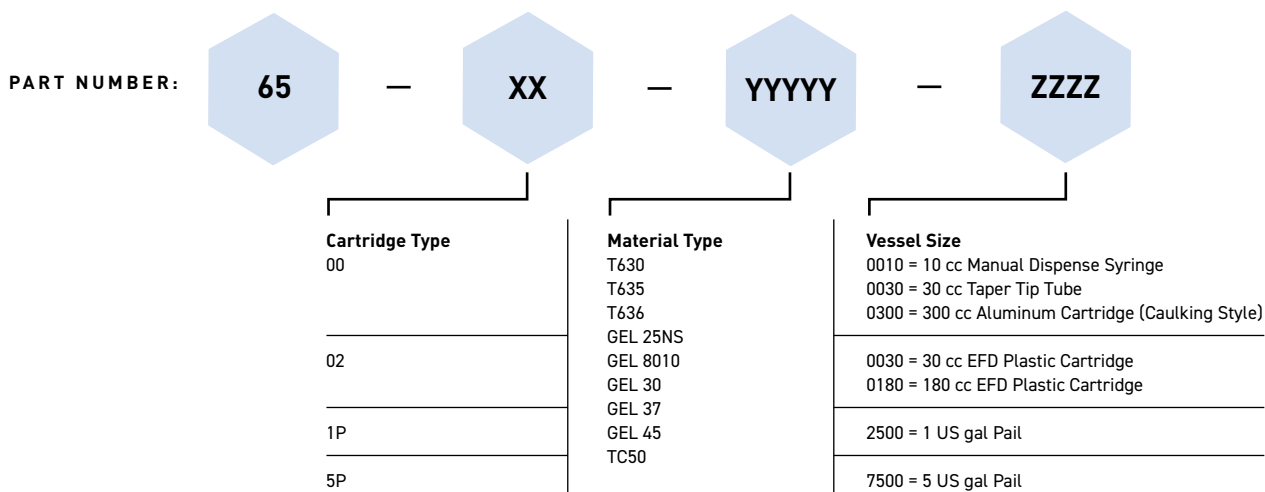 PART NUMBER: 65 — XX — YYYYY — ZZZZ
Cartridge Type
00
02
1P
5P
Material Type
T630
T635
T636
GEL 25NS
GEL 8010
GEL 30
GEL 37
GEL 45
TC50
Vessel Size
0010 = 10 cc Manual Dispense Syringe
0030 = 30 cc Taper Tip Tube
0300 = 300 cc Aluminum Cartridge (Caulking Style)
0030 = 30 cc EFD Plastic Cartridge
0180 = 180 cc EFD Plastic Cartridge
2500 = 1 US gal Pail
7500 = 5 US gal Pail